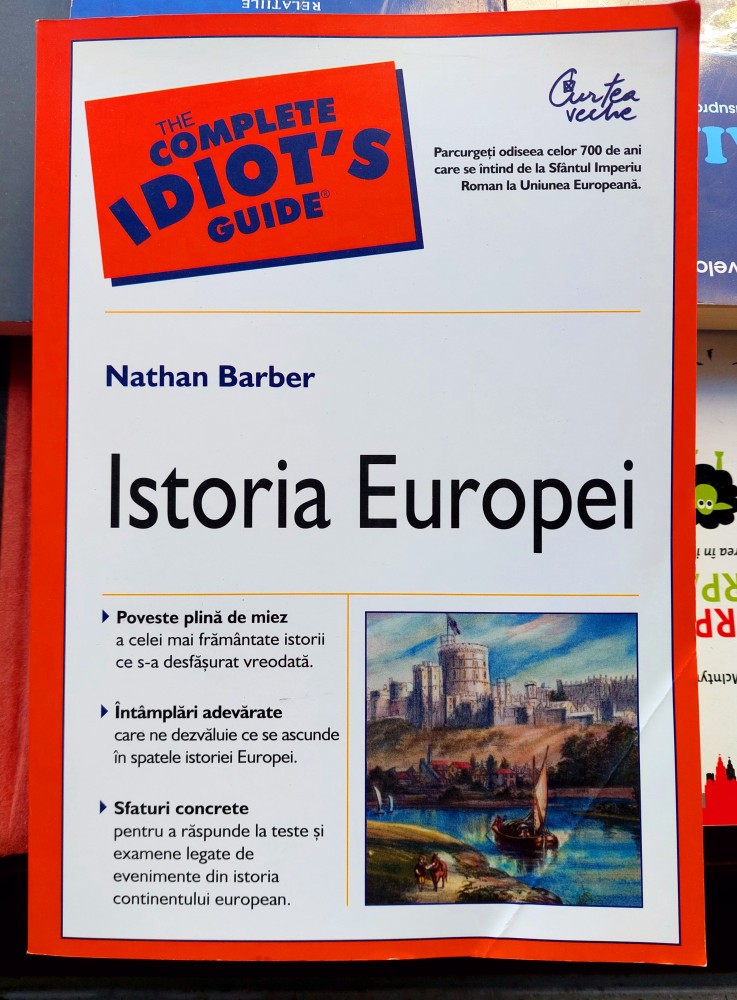 RELAȚIILE
THE
COMPLETE
IDIOT'S
GUIDE®
Curtea
veche
Parcurgeți odiseea celor 700 de ani
care se întind de la Sfântul Imperiu
Roman la Uniunea Europeană.
Nathan Barber
Istoria Europei
Poveste plină de miez
a celei mai frământate istorii
ce s-a desfășurat vreodată.
Întâmplări adevărate
care ne dezvăluie ce se ascunde
în spatele istoriei Europei.
Sfaturi concrete
pentru a răspunde la teste și
examene legate de
evenimente din istoria
continentului european.